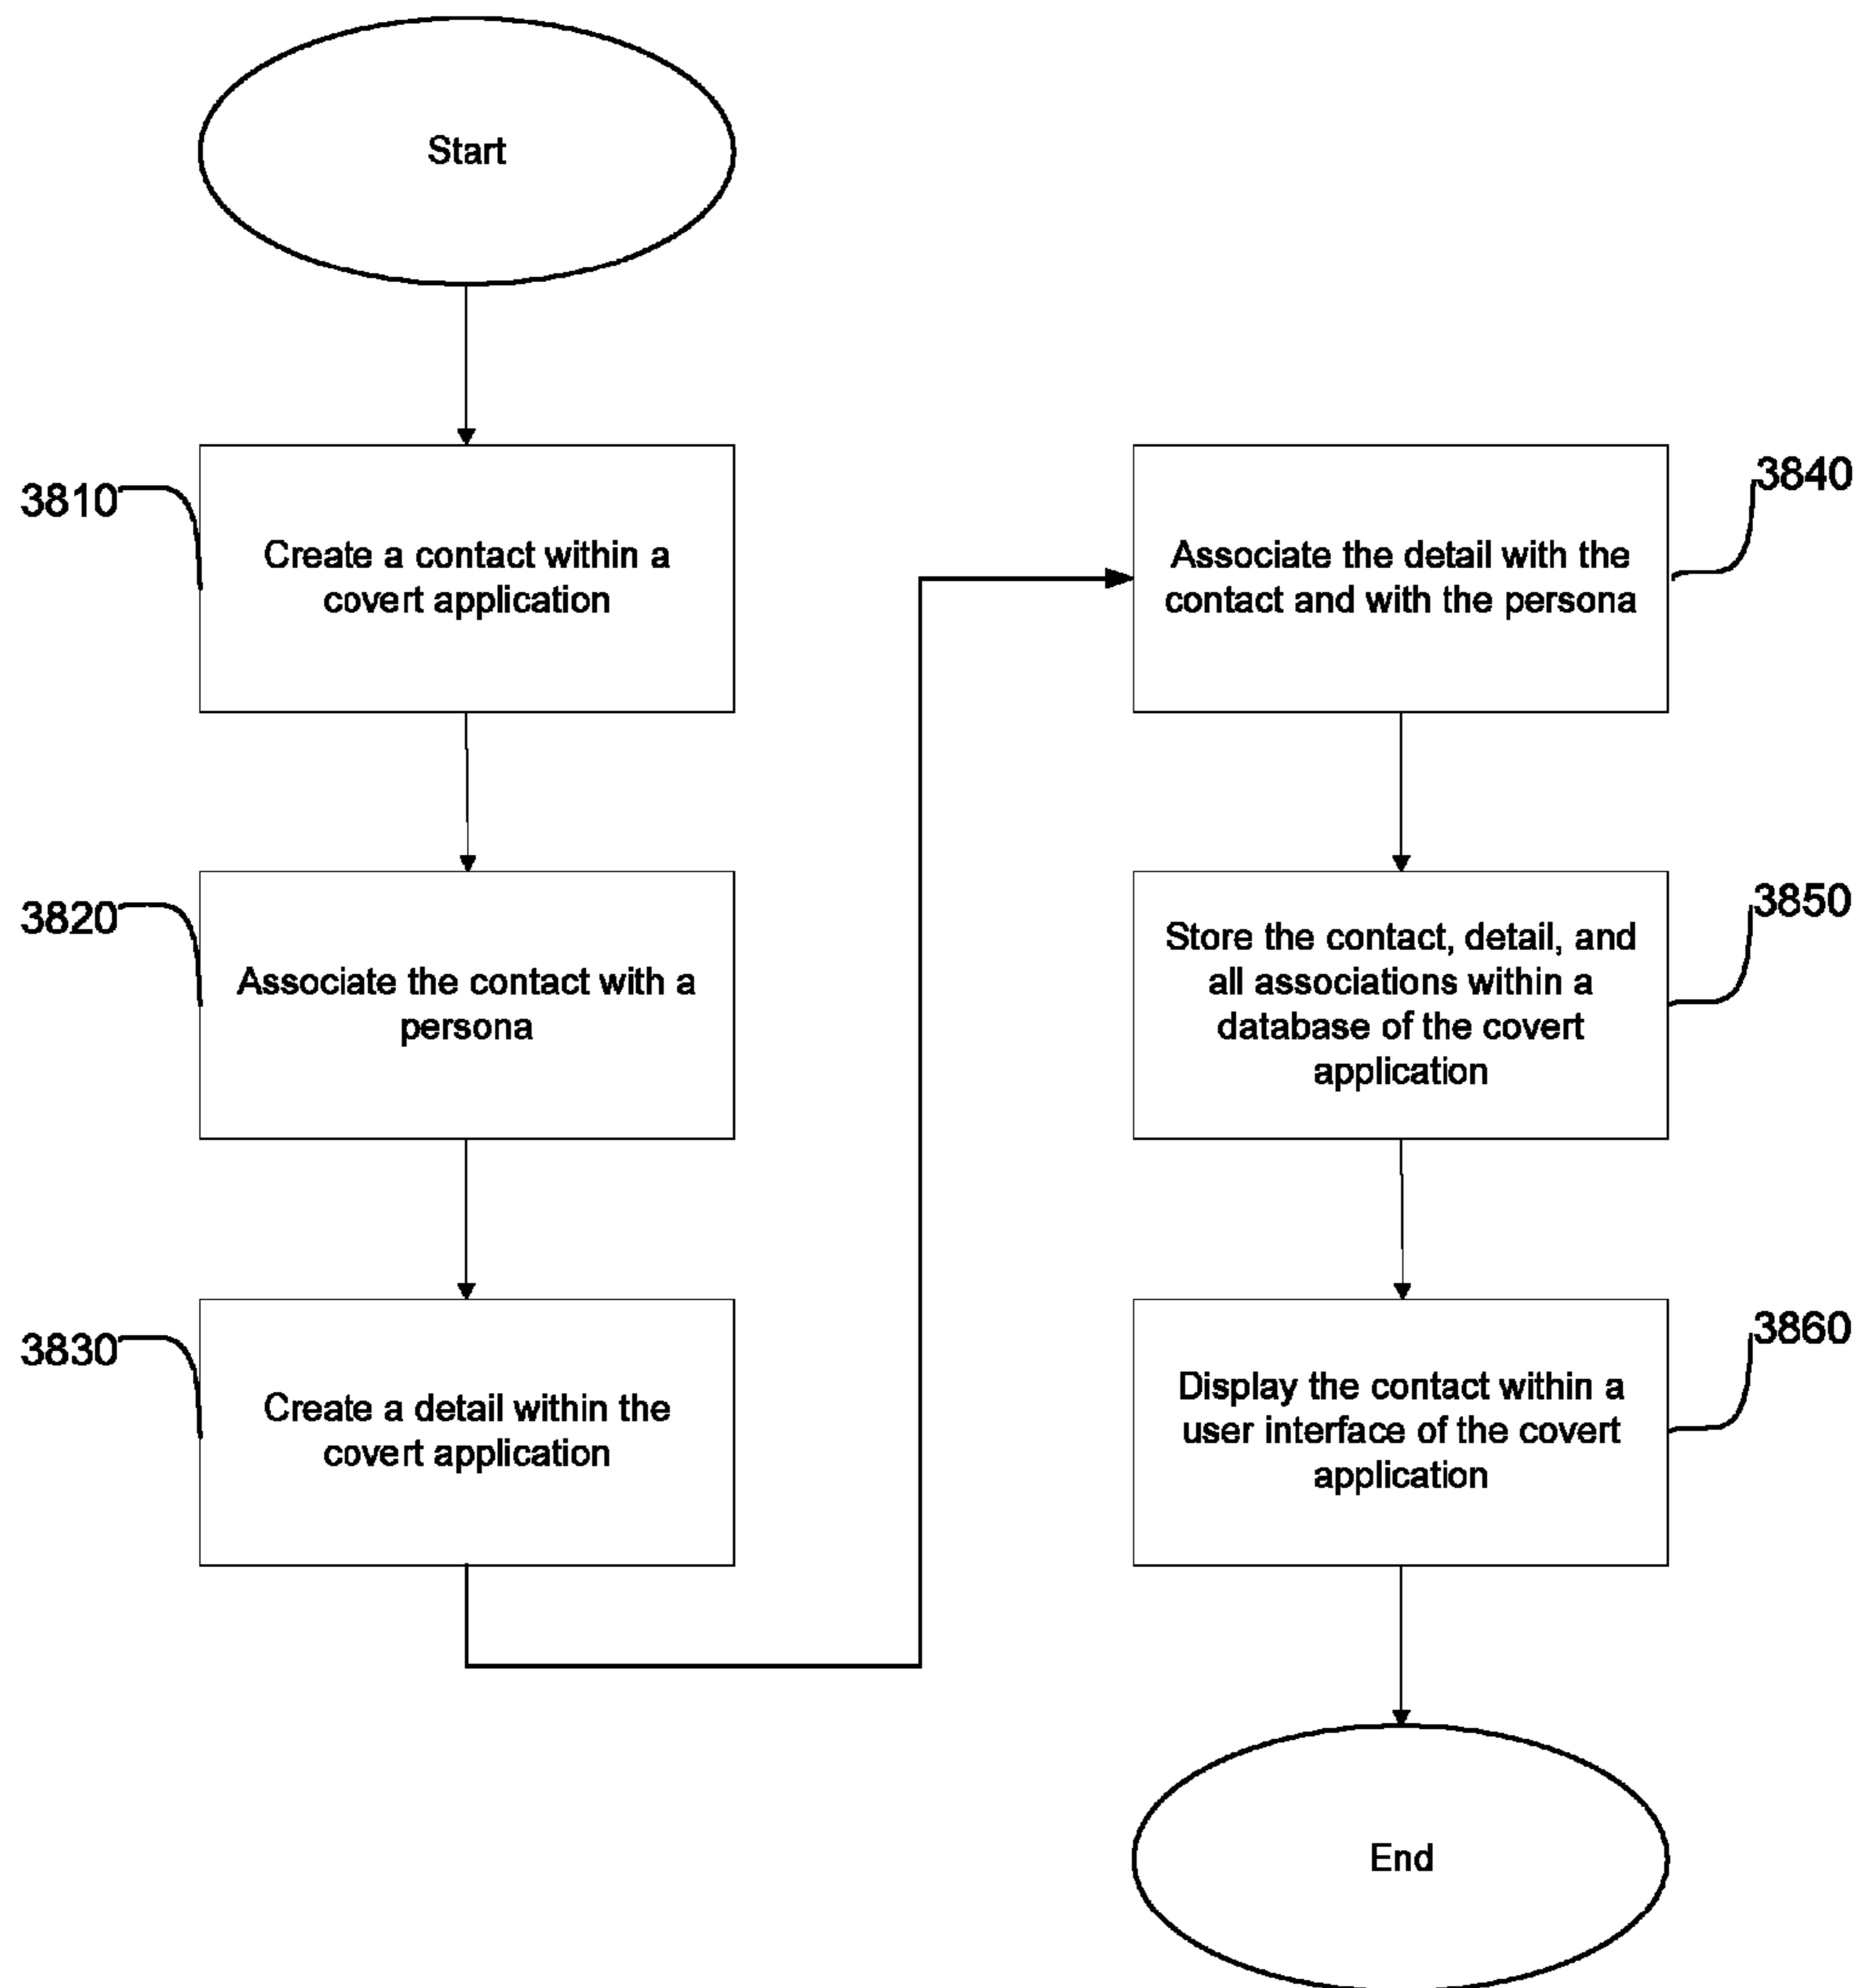 Start
3810
Create a contact within a
covert application
3820
Associate the contact with a
persona
3830
Create a detail within the
covert application
3840
Associate the detail with the
contact and with the persona
3850
Store the contact, detail, and
all associations within a
database of the covert
application
3860
Display the contact within a
user interface of the covert
application
End